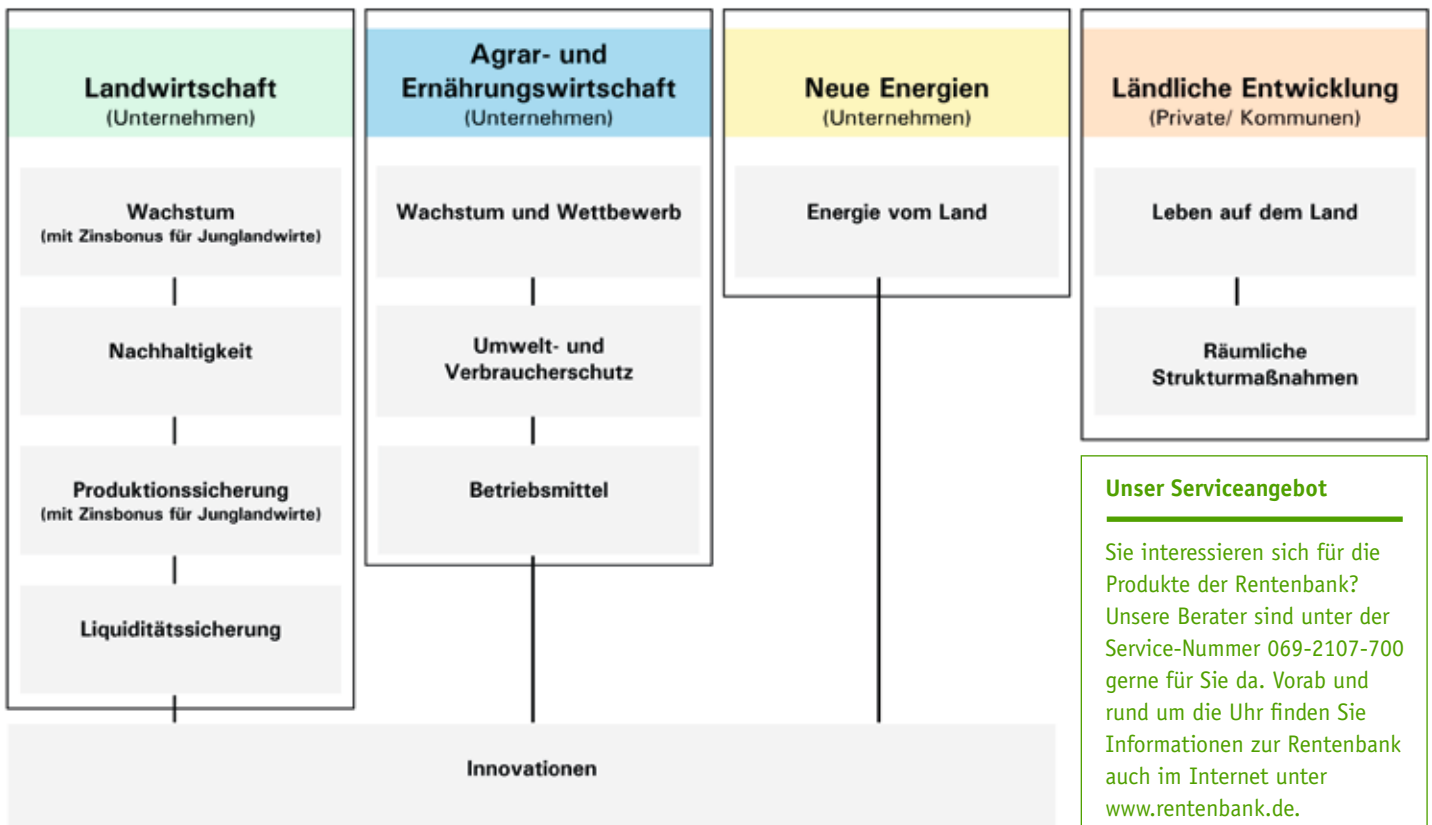 Landwirtschaft
(Unternehmen)
Wachstum
(mit Zinsbonus für Junglandwirte)
Nachhaltigkeit
Produktionssicherung
(mit Zinsbonus für Junglandwirte)
Liquiditätssicherung
Agrar- und
Ernährungswirtschaft
(Unternehmen)
Wachstum und Wettbewerb
Umwelt- und
Verbraucherschutz
Betriebsmittel
Neue Energien
(Unternehmen)
Energie vom Land
Ländliche Entwicklung
(Private/ Kommunen)
Leben auf dem Land
Räumliche
Strukturmaßnahmen
Innovationen
Unser Serviceangebot
Sie interessieren sich für die
Produkte der Rentenbank?
Unsere Berater sind unter der
Service-Nummer 069-2107-700
gerne für Sie da. Vorab und
rund um die Uhr finden Sie
Informationen zur Rentenbank
auch im Internet unter
www.rentenbank.de.